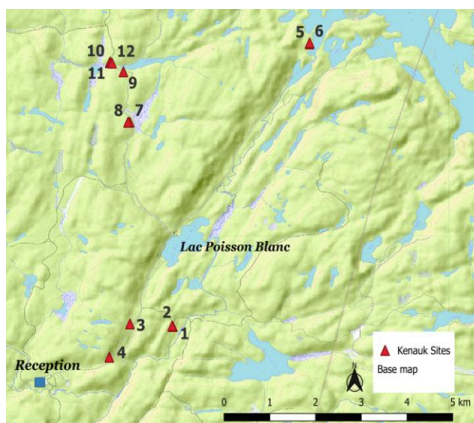 5 6
10 12
11 9
8 7
Lac Poisson Blanc
2
3
1
4
Reception
Kenauk Sites
Base map
N
0 1 2 3 4 5 km